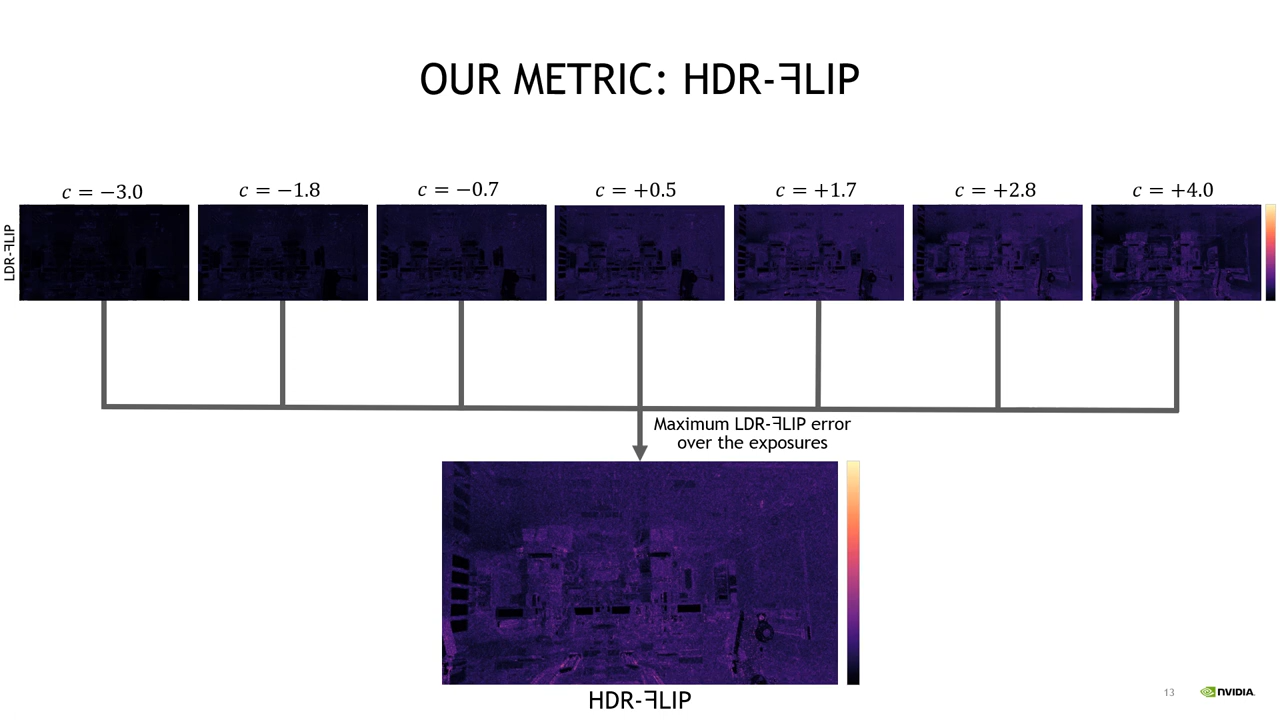 OUR METRIC: HDR-ꟻLIP
c = −3.0
c = −1.8
c = −0.7
c = +0.5
c = +1.7
c = +2.8
c = +4.0
LDR-ꟻLIP
Maximum LDR-ꟻLIP error
over the exposures
HDR-ꟻLIP
13
NVIDIA.